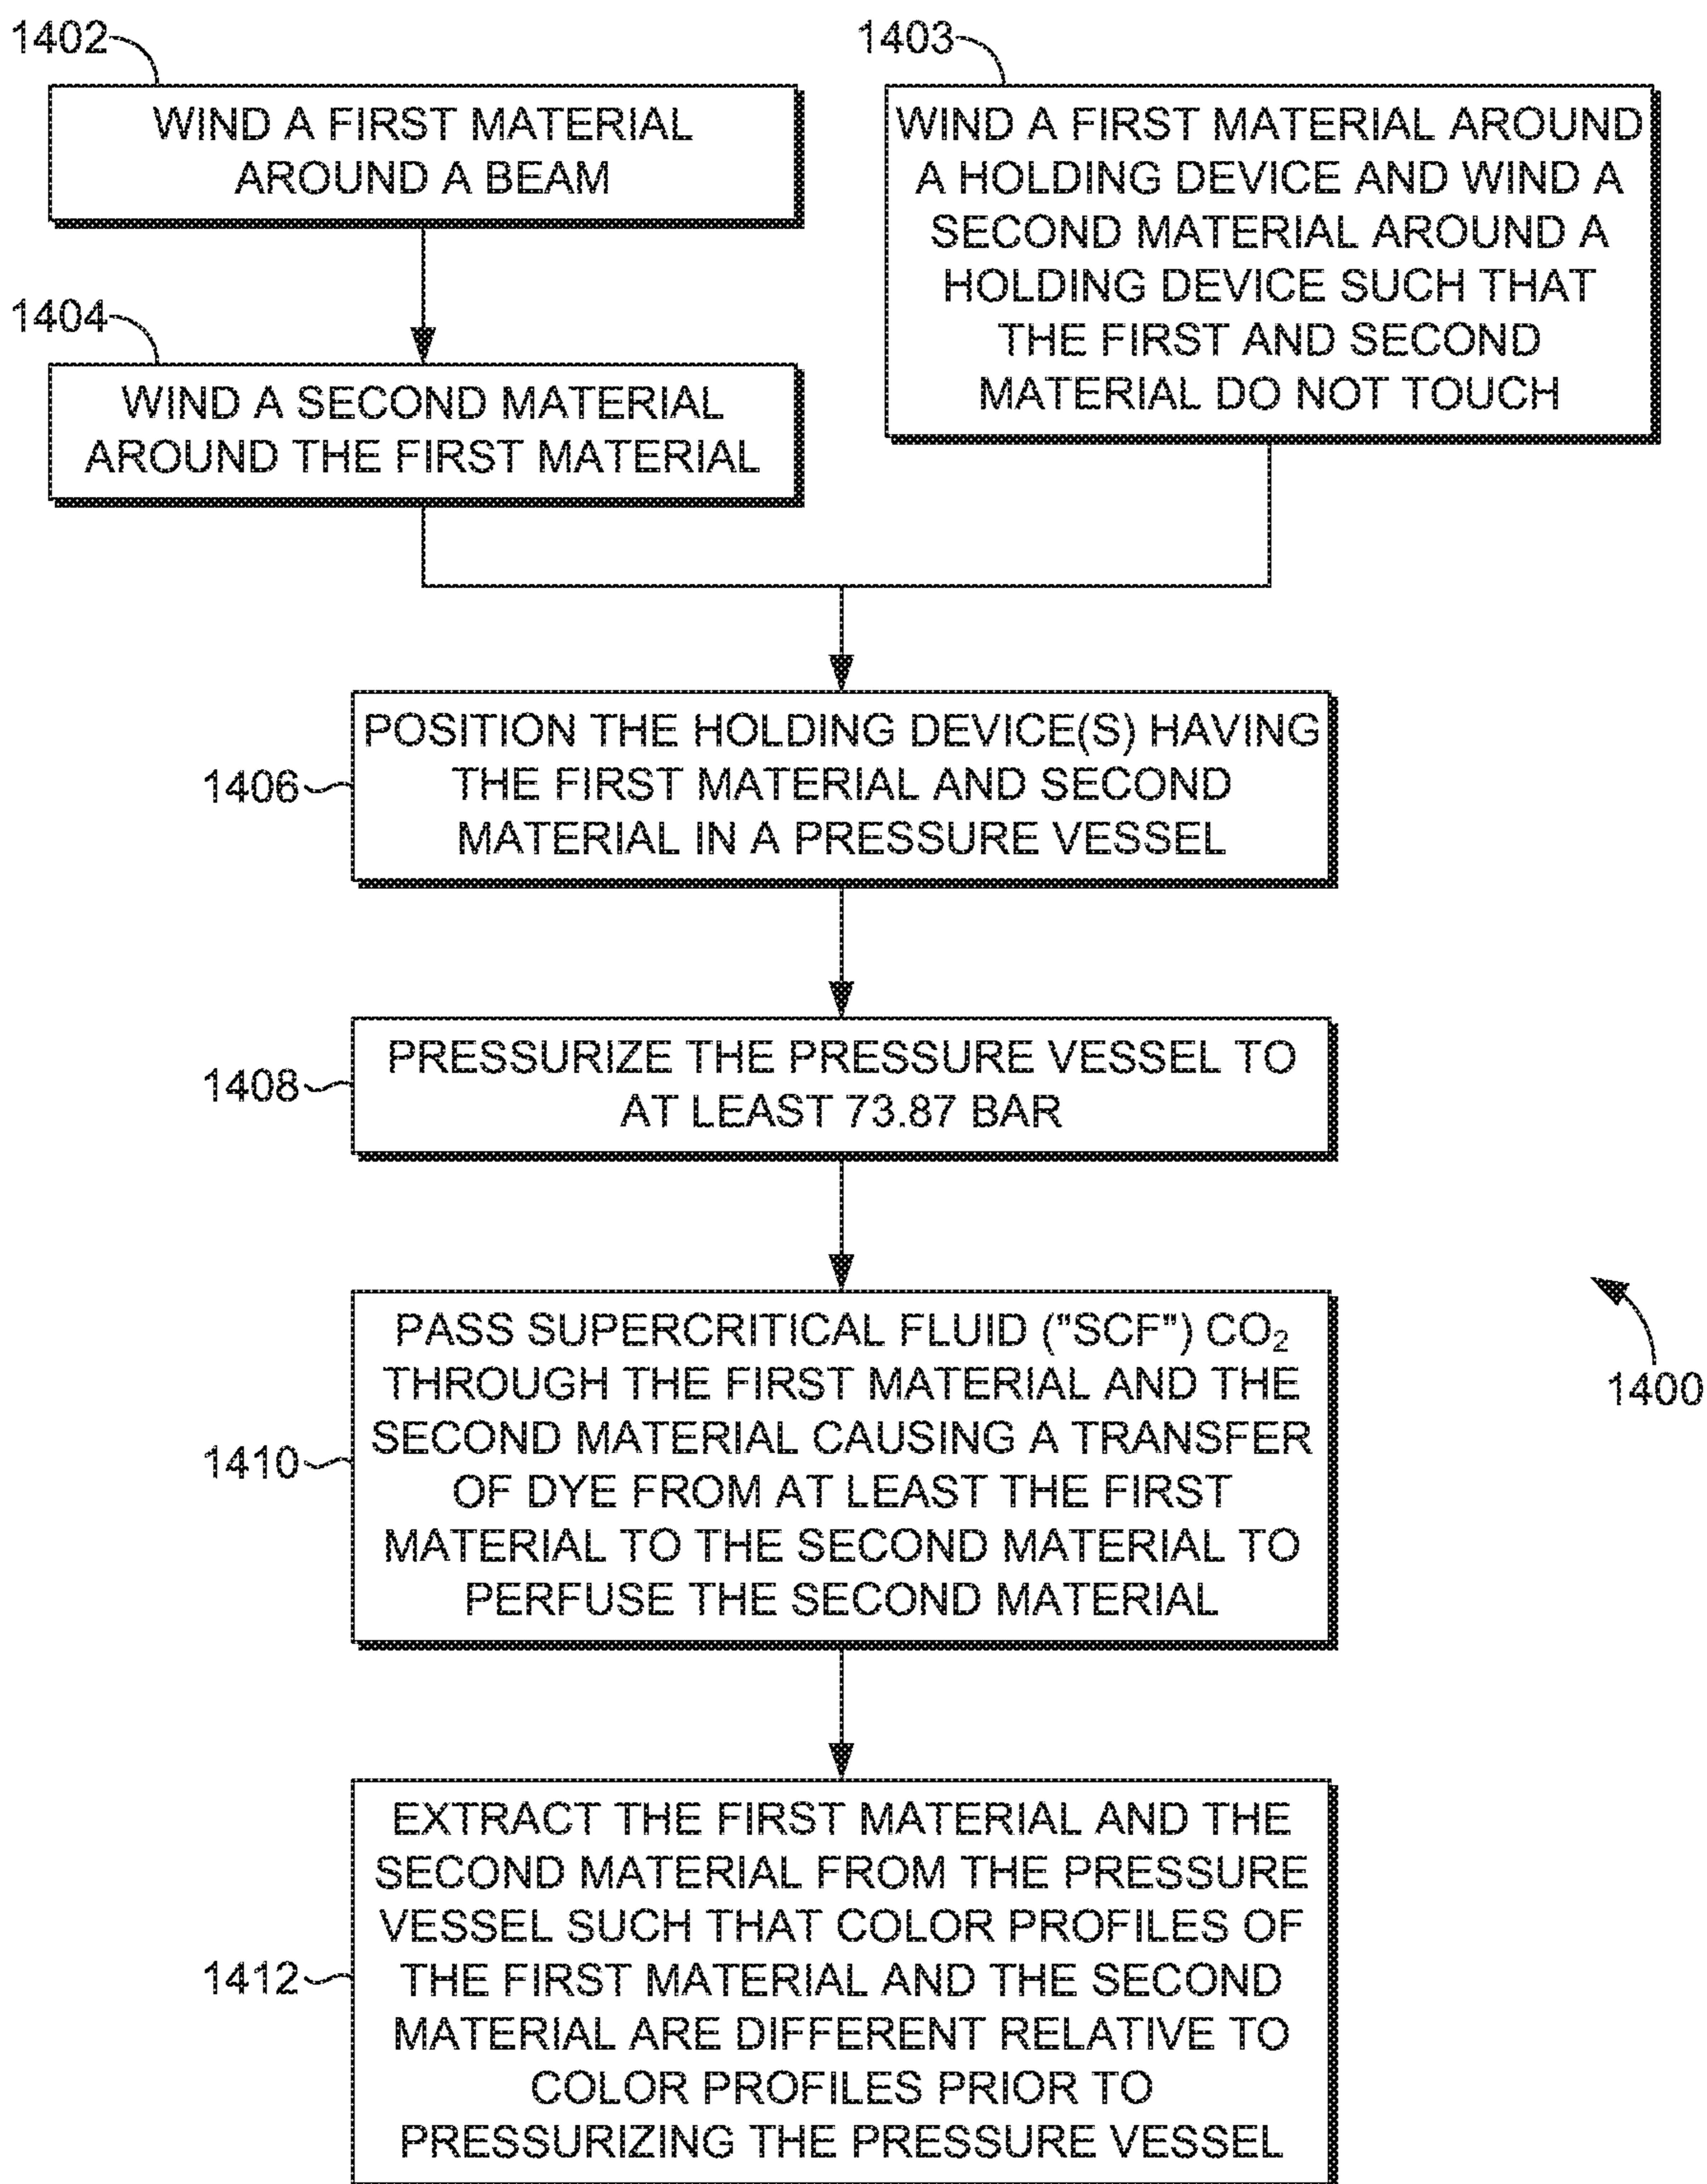 1402
WIND A FIRST MATERIAL
AROUND A BEAM
1404
WIND A SECOND MATERIAL
AROUND THE FIRST MATERIAL
1403
WIND A FIRST MATERIAL AROUND
A HOLDING DEVICE AND WIND A
SECOND MATERIAL AROUND A
HOLDING DEVICE SUCH THAT
THE FIRST AND SECOND
MATERIAL DO NOT TOUCH
1406
POSITION THE HOLDING DEVICE(S) HAVING
THE FIRST MATERIAL AND SECOND
MATERIAL IN A PRESSURE VESSEL
1408
PRESSURIZE THE PRESSURE VESSEL TO
AT LEAST 73.87 BAR
1410
PASS SUPERCRITICAL FLUID ("SCF") CO₂
THROUGH THE FIRST MATERIAL AND THE
SECOND MATERIAL CAUSING A TRANSFER
OF DYE FROM AT LEAST THE FIRST
MATERIAL TO THE SECOND MATERIAL TO
PERFUSE THE SECOND MATERIAL
1400
1412
EXTRACT THE FIRST MATERIAL AND THE
SECOND MATERIAL FROM THE PRESSURE
VESSEL SUCH THAT COLOR PROFILES OF
THE FIRST MATERIAL AND THE SECOND
MATERIAL ARE DIFFERENT RELATIVE TO
COLOR PROFILES PRIOR TO
PRESSURIZING THE PRESSURE VESSEL